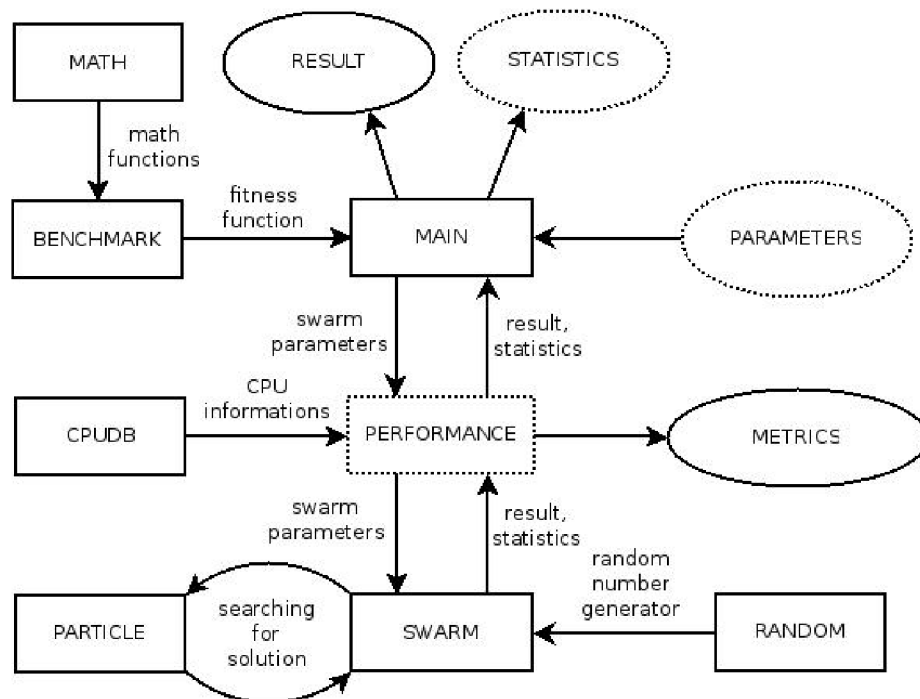 MATH
RESULT
STATISTICS
math
functions
fitness
function
BENCHMARK
MAIN
PARAMETERS
swarm
parameters
result,
statistics
CPU
informations
CPUDB
PERFORMANCE
METRICS
swarm
parameters
result,
statistics
random
number
generator
searching
for
solution
PARTICLE
SWARM
RANDOM